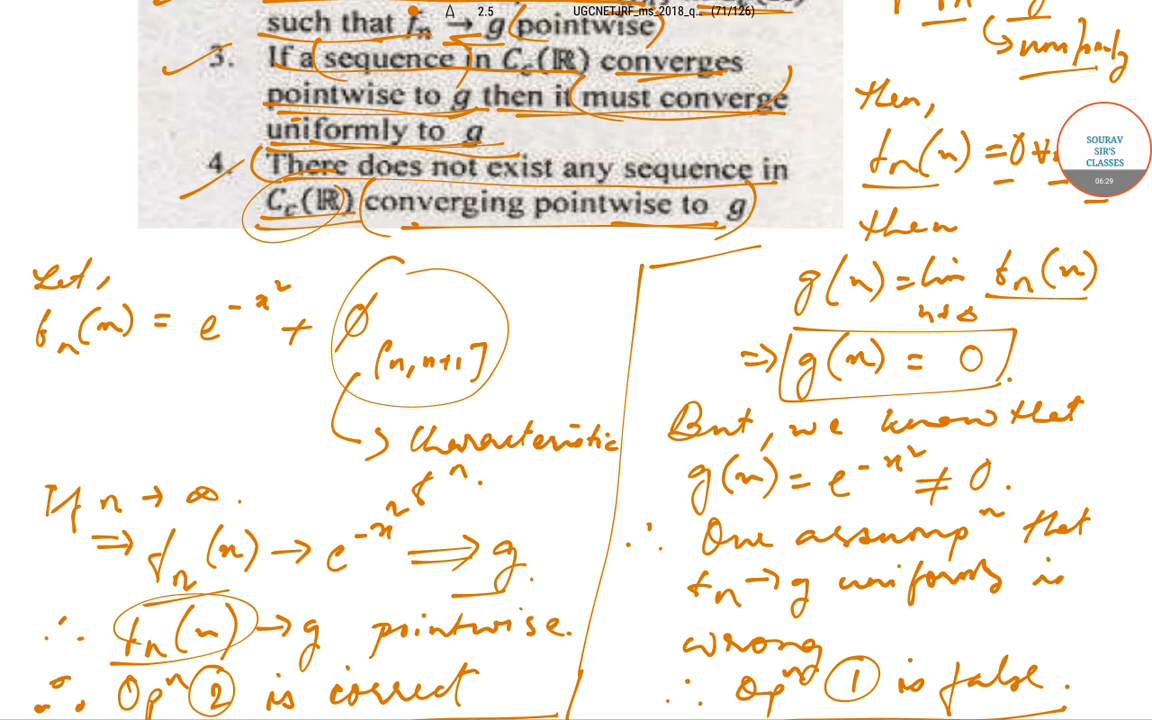 2.5 UGCNETJRF_ms_2018_q... (71/126)
such that fn → g (pointwise)
3. If a sequence in Cc(ℝ) converges
pointwise to g then it must converge
uniformly to g
4. There does not exist any sequence in
Cc(ℝ) converging pointwise to g
Let,
fn(x) = e^{-x²} + ϕ[n, n+1]
↳ characteristic fⁿ.
If n → ∞.
⇒ fn(x) → e^{-x²} ⟹ g.
∴ fn(x) → g pointwise.
∴ Opⁿ ② is correct
↳ uniformly
then,
fn(x) = 0 ∀
SOURAV
SIR'S
CLASSES
06:29
then
g(x) = lim n→∞ fn(x)
⇒ g(x) = 0.
But, we know that
g(x) = e^{-x²} ≠ 0.
∴ Our assumpⁿ that
fn → g uniformly is
wrong
∴ opⁿ ① is false.